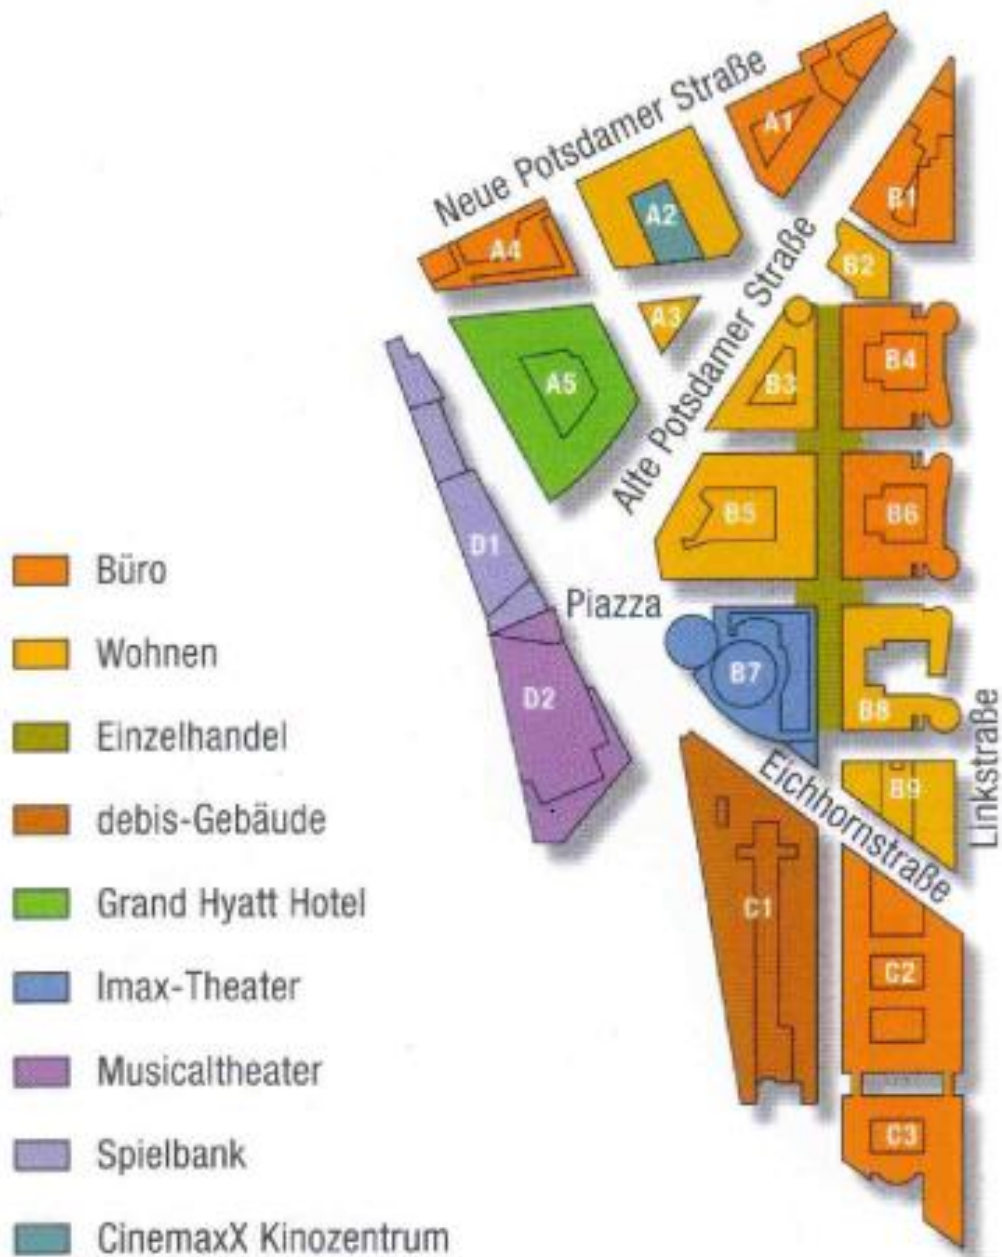 Neue Potsdamer Straße
A1
B1
A2
A4
B2
A3
Alte Potsdamer Straße
B4
A5
B3
B5
B6
D1
Piazza
B7
D2
B8
Linkstraße
Eichhornstraße
B9
C1
C2
C3
Büro
Wohnen
Einzelhandel
debis-Gebäude
Grand Hyatt Hotel
Imax-Theater
Musicaltheater
Spielbank
CinemaxX Kinozentrum